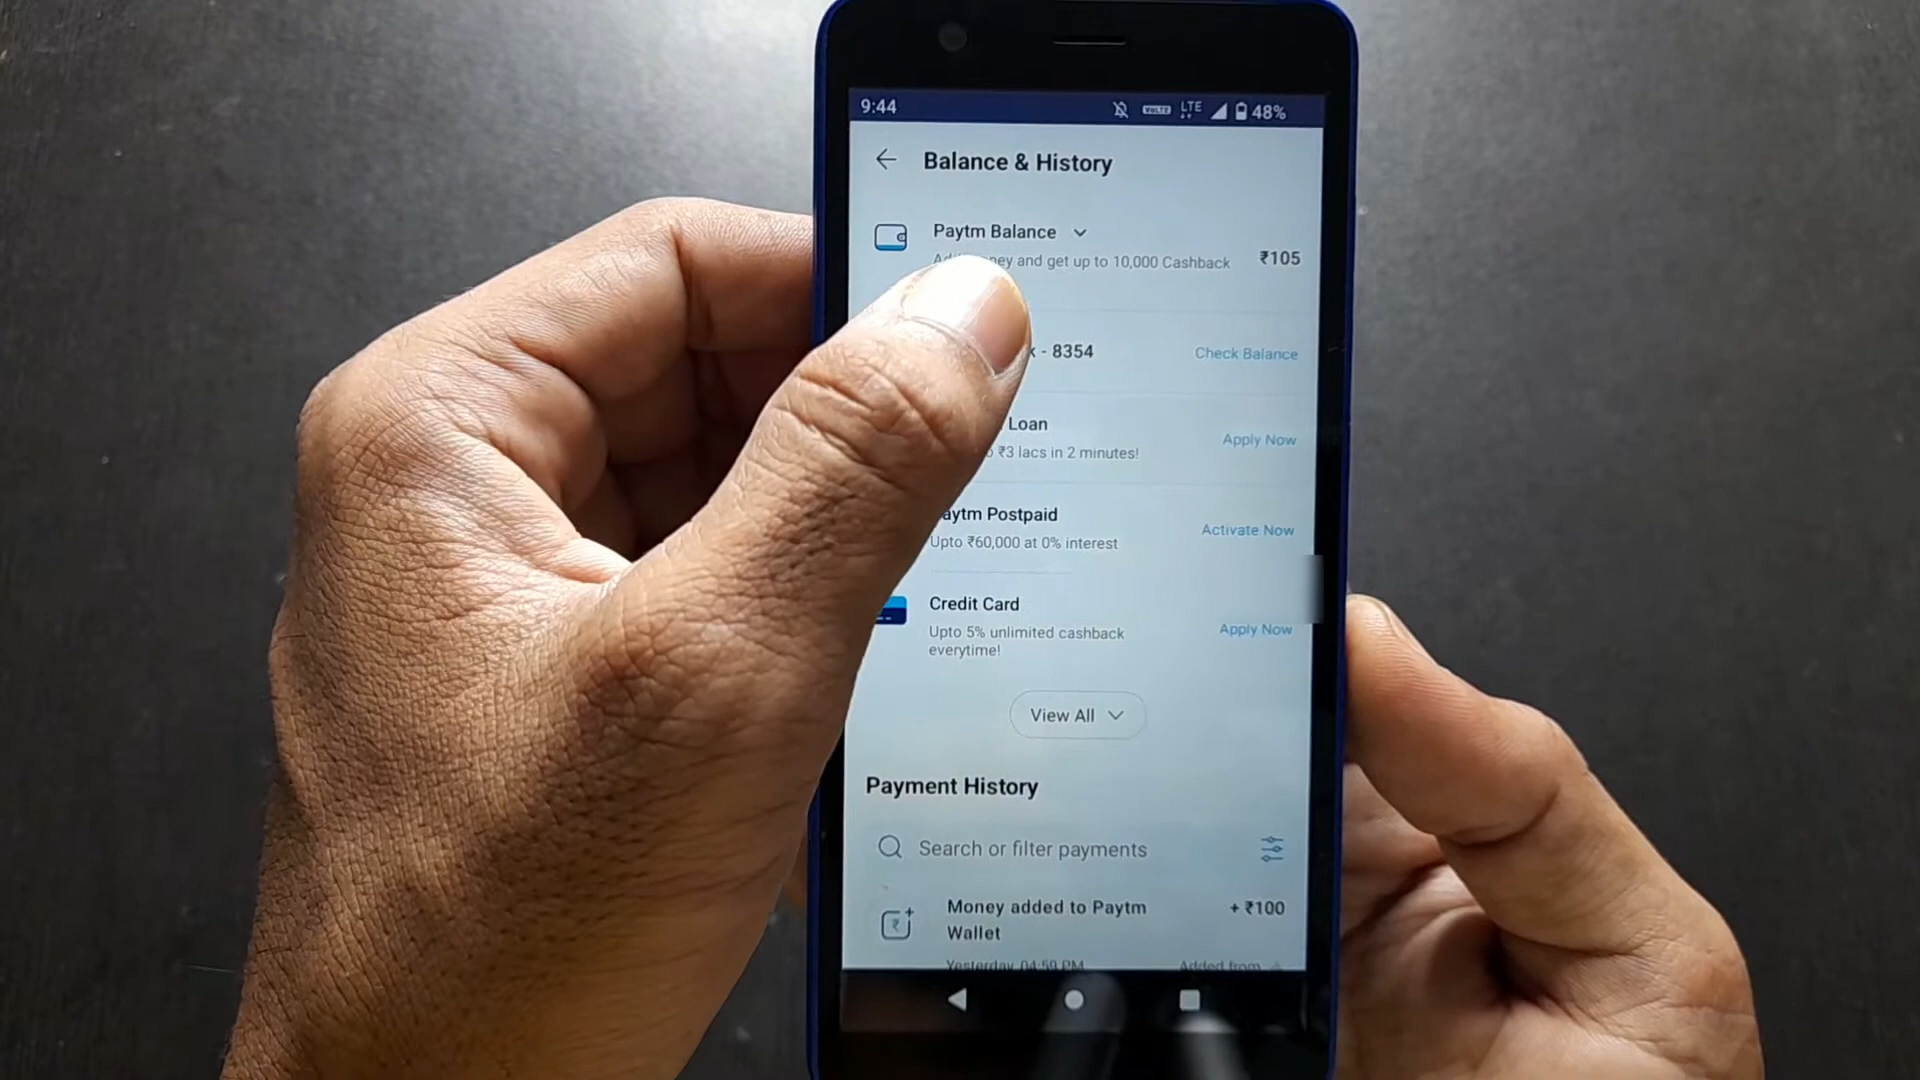 9:44 VoLTE LTE 48%
Balance & History
Paytm Balance
money and get up to 10,000 Cashback ₹105
- 8354 Check Balance
Loan
₹3 lacs in 2 minutes! Apply Now
Paytm Postpaid
Upto ₹60,000 at 0% interest Activate Now
Credit Card
Upto 5% unlimited cashback
everytime! Apply Now
View All
Payment History
Search or filter payments
Money added to Paytm + ₹100
Wallet
Yesterday, 04:59 PM Added from